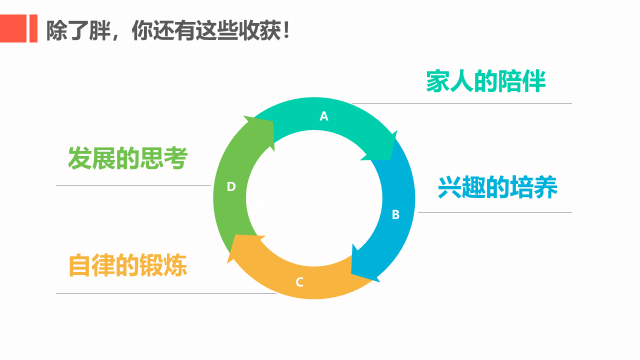 除了胖，你还有这些收获！
家人的陪伴
A
发展的思考
D
兴趣的培养
B
自律的锻炼
C